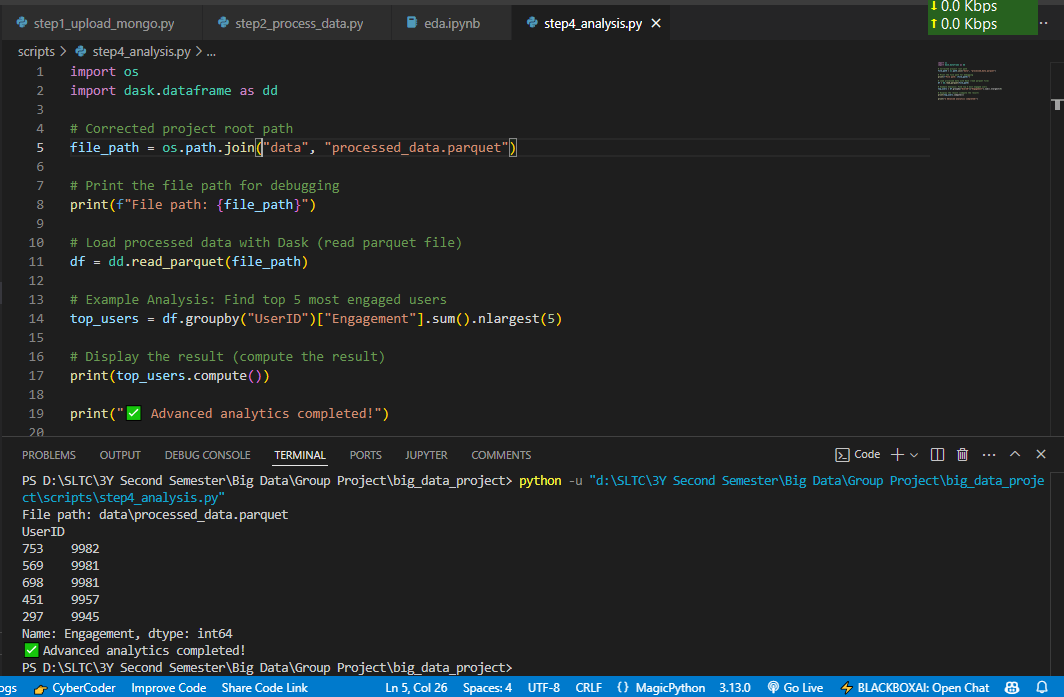 ↓ 0.0 Kbps
↑ 0.0 Kbps
step1_upload_mongo.py step2_process_data.py eda.ipynb step4_analysis.py
scripts > step4_analysis.py > ...
1 import os
2 import dask.dataframe as dd
3
4 # Corrected project root path
5 file_path = os.path.join("data", "processed_data.parquet")
6
7 # Print the file path for debugging
8 print(f"File path: {file_path}")
9
10 # Load processed data with Dask (read parquet file)
11 df = dd.read_parquet(file_path)
12
13 # Example Analysis: Find top 5 most engaged users
14 top_users = df.groupby("UserID")["Engagement"].sum().nlargest(5)
15
16 # Display the result (compute the result)
17 print(top_users.compute())
18
19 print("✅ Advanced analytics completed!")
20
PROBLEMS OUTPUT DEBUG CONSOLE TERMINAL PORTS JUPYTER COMMENTS Code
PS D:\SLTC\3Y Second Semester\Big Data\Group Project\big_data_project> python -u "d:\SLTC\3Y Second Semester\Big Data\Group Project\big_data_proje
ct\scripts\step4_analysis.py"
File path: data\processed_data.parquet
UserID
753 9982
569 9981
698 9981
451 9957
297 9945
Name: Engagement, dtype: int64
✅ Advanced analytics completed!
PS D:\SLTC\3Y Second Semester\Big Data\Group Project\big_data_project>
ogs CyberCoder Improve Code Share Code Link Ln 5, Col 26 Spaces: 4 UTF-8 CRLF {} MagicPython 3.13.0 Go Live BLACKBOXAI: Open Chat